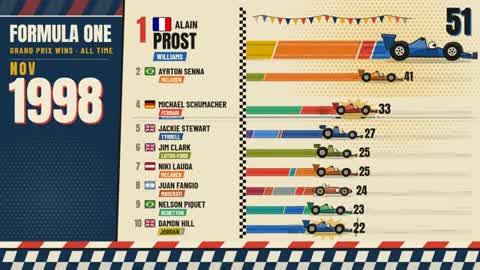 FORMULA ONE
GRAND PRIX WINS - ALL TIME
NOV
1998
1 ALAIN
PROST
WILLIAMS
51
2 AYRTON SENNA
MCLAREN
41
4 MICHAEL SCHUMACHER
FERRARI
33
5 JACKIE STEWART
TYRRELL
27
6 JIM CLARK
LOTUS-FORD
25
7 NIKI LAUDA
MCLAREN
25
8 JUAN FANGIO
MASERATI
24
9 NELSON PIQUET
BENETTON
23
10 DAMON HILL
JORDAN
22